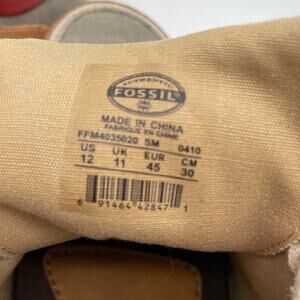 AUTHENTIC
FOSSIL
MADE IN CHINA
FABRIQUE EN CHINE
FFM4035020 SM 0410
US UK EUR CM
12 11 45 30
6 91464 42847 1